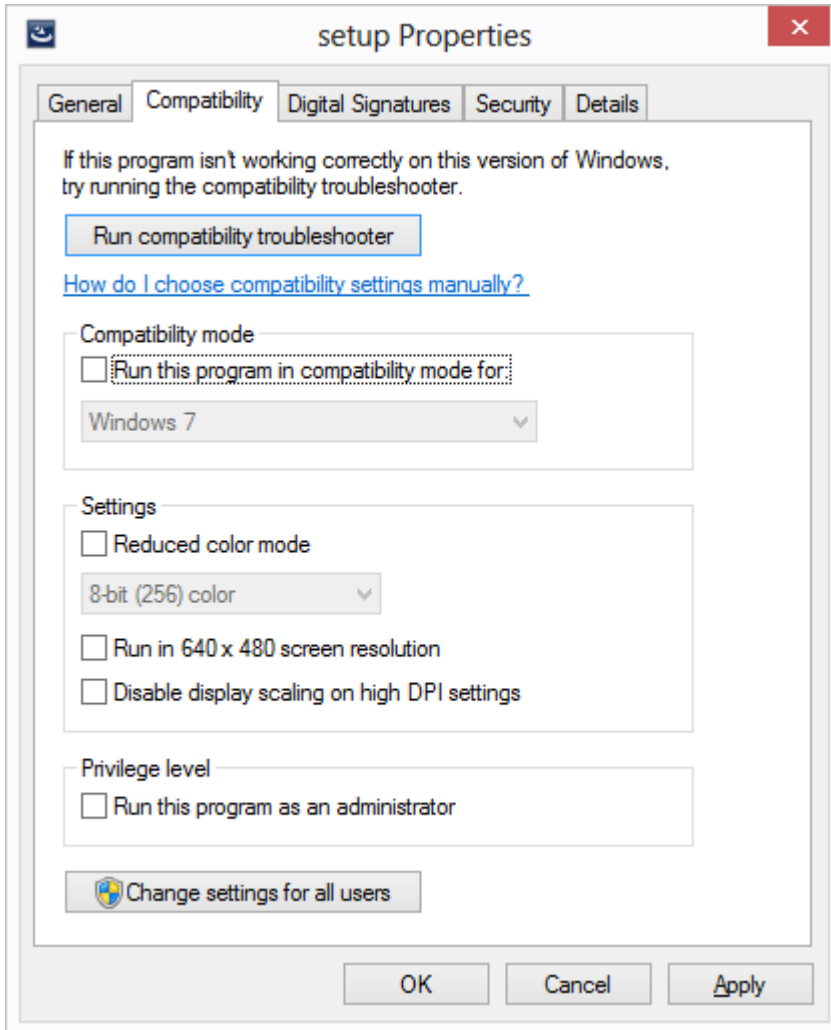 setup Properties
General
Compatibility
Digital Signatures
Security
Details
If this program isn't working correctly on this version of Windows,
try running the compatibility troubleshooter.
Run compatibility troubleshooter
How do I choose compatibility settings manually?
Compatibility mode
Run this program in compatibility mode for:
Windows 7
Settings
Reduced color mode
8-bit (256) color
Run in 640 x 480 screen resolution
Disable display scaling on high DPI settings
Privilege level
Run this program as an administrator
Change settings for all users
OK
Cancel
Apply